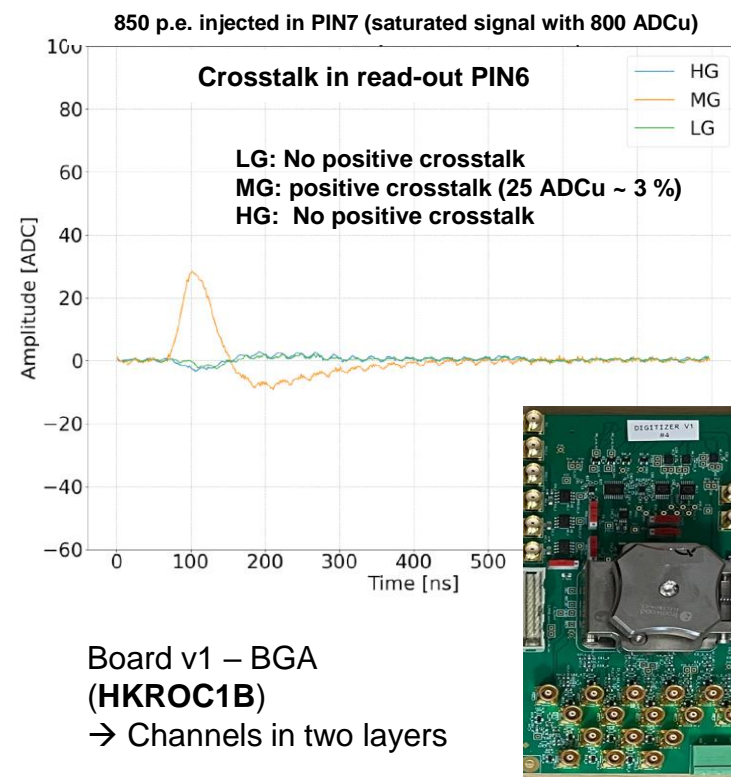 850 p.e. injected in PIN7 (saturated signal with 800 ADCu)
Crosstalk in read-out PIN6
HG
MG
LG
LG: No positive crosstalk
MG: positive crosstalk (25 ADCu ~ 3 %)
HG: No positive crosstalk
Amplitude [ADC]
100
80
60
40
20
0
−20
−40
−60
0 100 200 300 400 500
Time [ns]
DIGITIZER V1
#4
Board v1 – BGA
(HKROC1B)
→ Channels in two layers